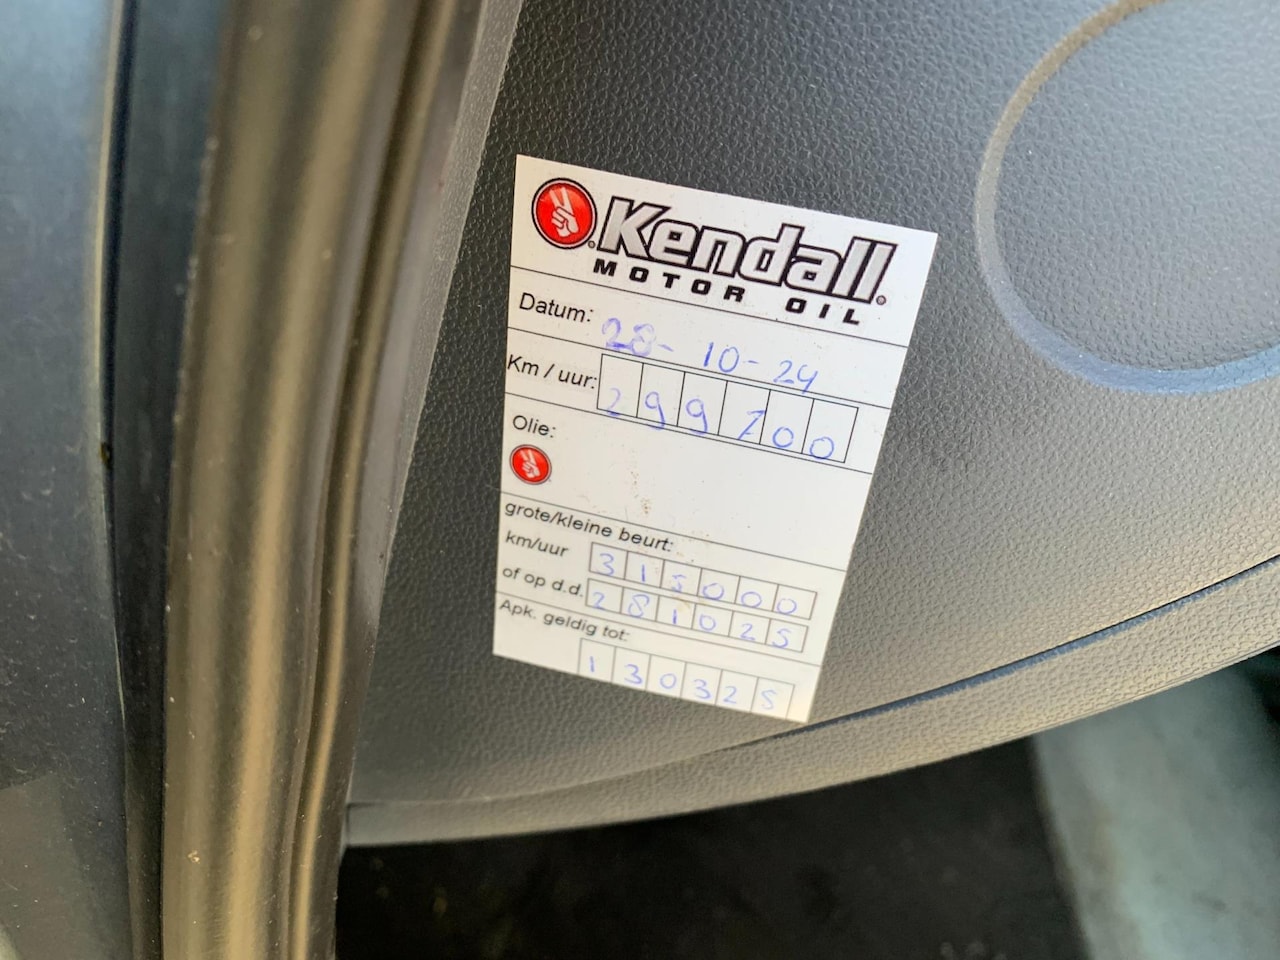 Kendall
MOTOR OIL
Datum: 28-10-24
Km / uur: 299700
Olie:
grote/kleine beurt:
km/uur 315000
of op d.d. 281025
Apk. geldig tot:
130325